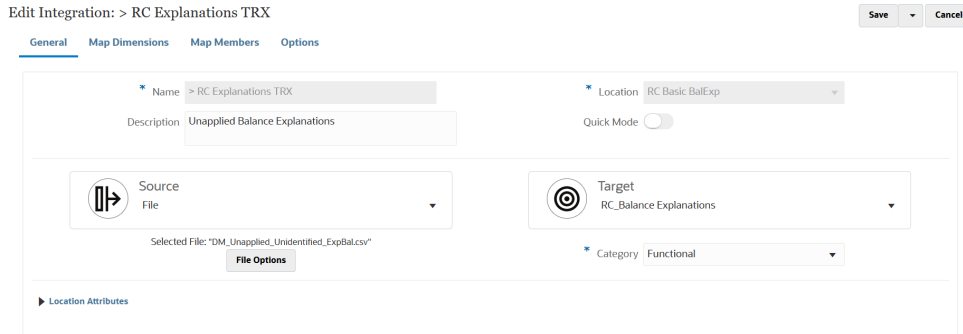 Edit Integration: > RC Explanations TRX
Save Cancel
General Map Dimensions Map Members Options
* Name > RC Explanations TRX * Location RC Basic BalExp
Description Unapplied Balance Explanations Quick Mode
Source Target
File RC_Balance Explanations
Selected File: "DM_Unapplied_Unidentified_ExpBal.csv"
* Category Functional
File Options
Location Attributes